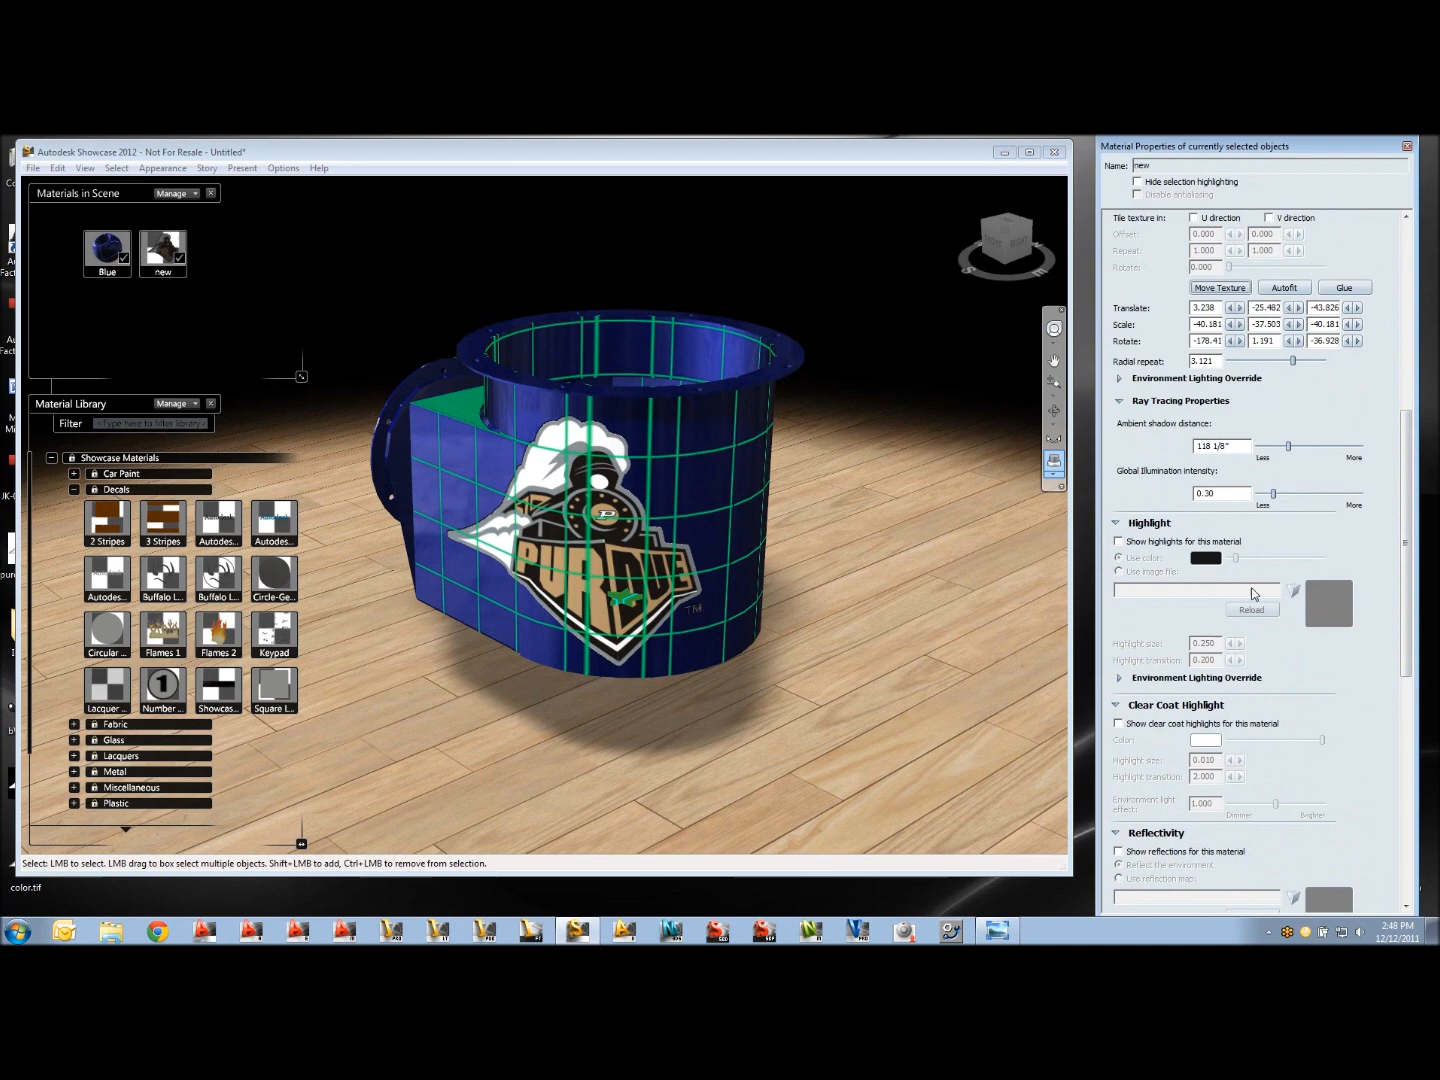 Autodesk Showcase 2012 - Not For Resale - Untitled*
File Edit View Select Appearance Story Present Options Help
Materials in Scene Manage
Blue new
Material Library Manage
Filter <Type here to filter library>
Showcase Materials
Car Paint
Decals
2 Stripes 3 Stripes Autodes... Autodes...
Autodes... Buffalo L... Buffalo L... Circle-Ge...
Circular ... Flames 1 Flames 2 Keypad
Lacquer ... Number ... Showcas... Square L...
Fabric
Glass
Lacquers
Metal
Miscellaneous
Plastic
PURDUE
TM
Select: LMB to select. LMB drag to box select multiple objects. Shift+LMB to add, Ctrl+LMB to remove from selection.
color.tif
Material Properties of currently selected objects
Name: new
Hide selection highlighting
Disable antialiasing
Tile texture in: U direction V direction
Offset: 0.000 0.000
Repeat: 1.000 1.000
Rotate: 0.000
Move Texture Autofit Glue
Translate: 3.238 -25.482 -43.826
Scale: -40.181 -37.503 -40.181
Rotate: -178.41 1.191 -36.928
Radial repeat: 3.121
Environment Lighting Override
Ray Tracing Properties
Ambient shadow distance:
118 1/8"
Less More
Global Illumination intensity:
0.30
Less More
Highlight
Show highlights for this material
Use color:
Use image file:
Reload
Highlight size: 0.250
Highlight transition: 0.200
Environment Lighting Override
Clear Coat Highlight
Show clear coat highlights for this material
Color:
Highlight size: 0.010
Highlight transition: 2.000
Environment light
effect: 1.000
Dimmer Brighter
Reflectivity
Show reflections for this material
Reflect the environment
Use reflection map:
2:48 PM
12/12/2011